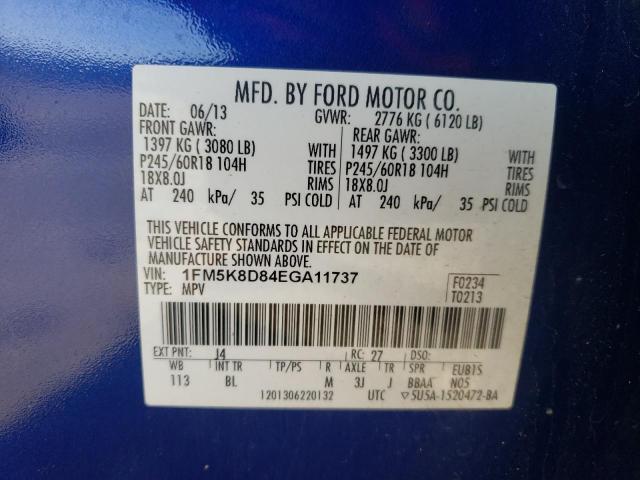 MFD. BY FORD MOTOR CO.
DATE: 06/13 GVWR: 2776 KG ( 6120 LB)
FRONT GAWR: REAR GAWR:
1397 KG ( 3080 LB) 1497 KG ( 3300 LB)
P245/60R18 104H TIRES P245/60R18 104H TIRES
18X8.0J RIMS 18X8.0J RIMS
AT 240 kPa/ 35 PSI COLD AT 240 kPa/ 35 PSI COLD
THIS VEHICLE CONFORMS TO ALL APPLICABLE FEDERAL MOTOR
VEHICLE SAFETY STANDARDS IN EFFECT ON THE DATE OF
MANUFACTURE SHOWN ABOVE.
VIN: 1FM5K8D84EGA11737 F0234
TYPE: MPV T0213
EXT PNT: J4 RC: 27 DSO:
WB INT TR TP/PS R AXLE TR SPR EUB1S
113 BL M 3J J BBAA N05
1201306220132 UTC ▽5U5A-1520472-BA